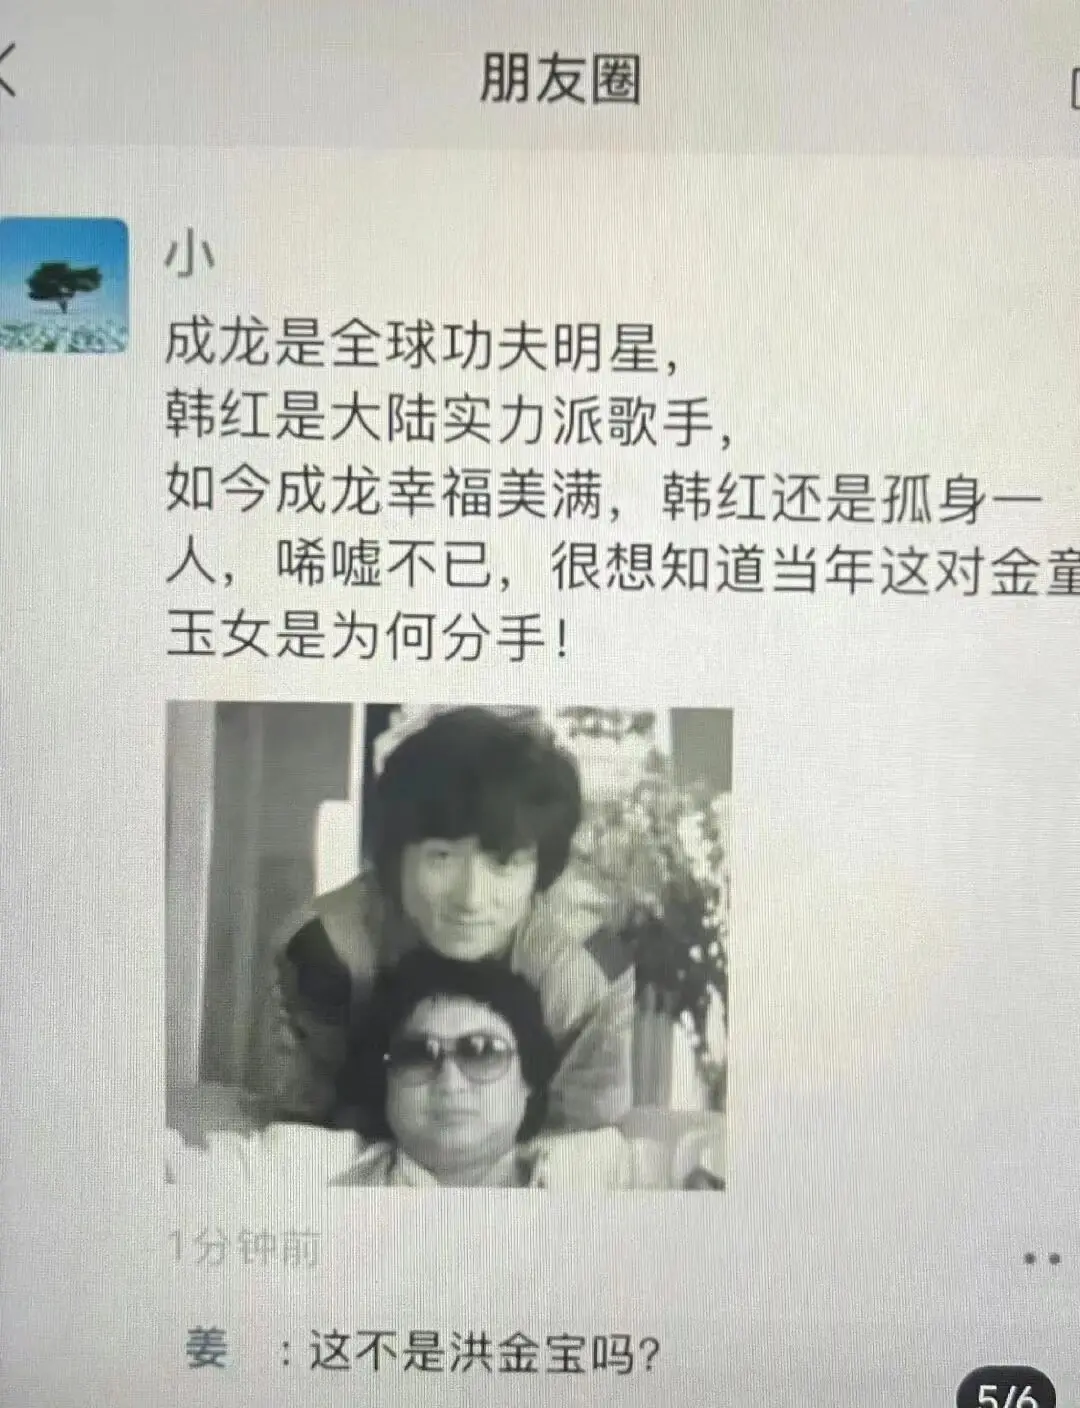 朋友圈
小
成龙是全球功夫明星，
韩红是大陆实力派歌手，
如今成龙幸福美满，韩红还是孤身一
人，唏嘘不已，很想知道当年这对金童
玉女是为何分手！
1分钟前
姜 ：这不是洪金宝吗？
5/6